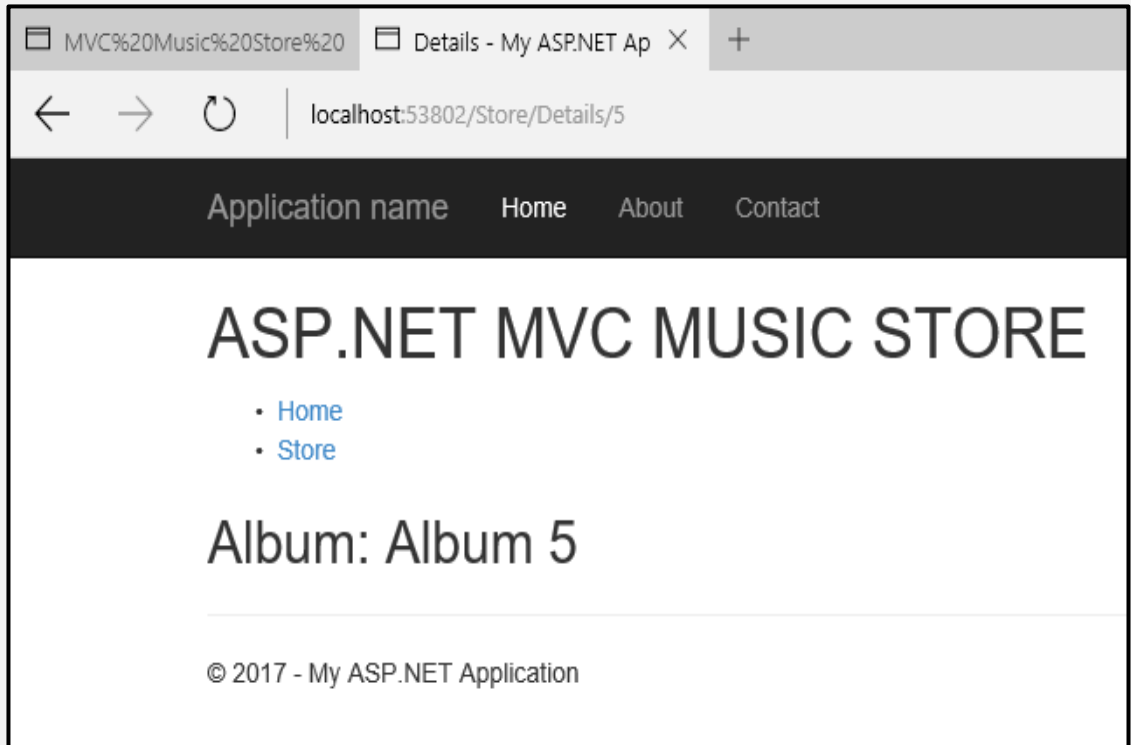 MVC%20Music%20Store%20 Details - My ASP.NET Ap
localhost:53802/Store/Details/5
Application name Home About Contact
ASP.NET MVC MUSIC STORE
• Home
• Store
Album: Album 5
© 2017 - My ASP.NET Application